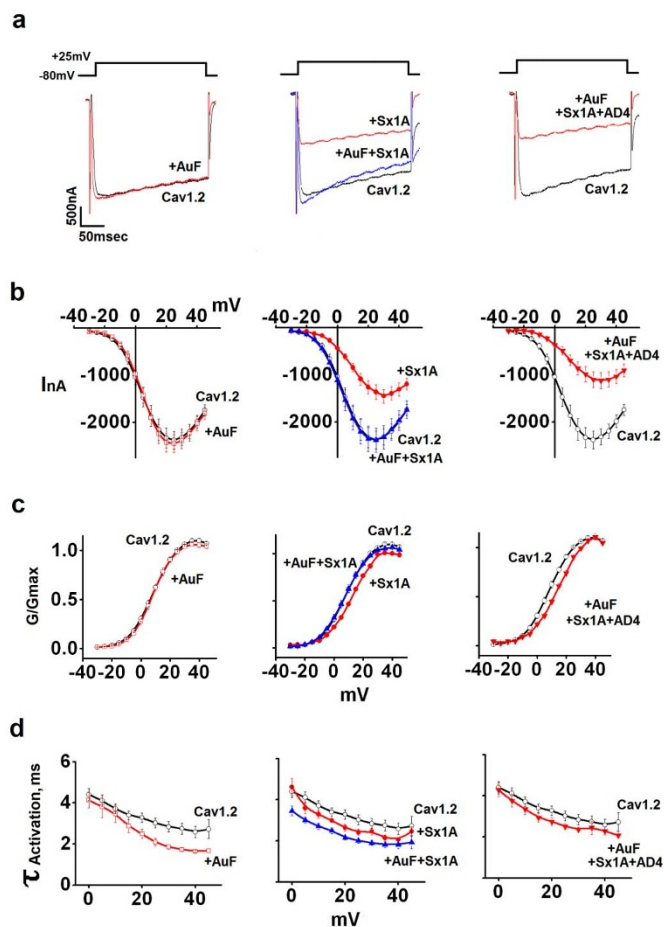 a
+25mV
-80mV
+AuF
Cav1.2
500nA
50msec
+Sx1A
+AuF+Sx1A
Cav1.2
+AuF
+Sx1A+AD4
Cav1.2
b
mV
-40 -20 0 20 40
-1000
-2000
InA
Cav1.2
+AuF
-40 -20 0 20 40
-1000
-2000
+Sx1A
Cav1.2
+AuF+Sx1A
-40 -20 0 20 40
-1000
-2000
+AuF
+Sx1A+AD4
Cav1.2
c
G/Gmax
1.0
0.5
0.0
Cav1.2
+AuF
-40 -20 0 20 40
Cav1.2
+AuF+Sx1A
+Sx1A
-40 -20 0 20 40
mV
Cav1.2
+AuF
+Sx1A+AD4
-40 -20 0 20 40
d
τ Activation, ms
6
4
2
0
Cav1.2
+AuF
0 20 40
Cav1.2
+Sx1A
+AuF+Sx1A
0 20 40
mV
Cav1.2
+AuF
+Sx1A+AD4
0 20 40